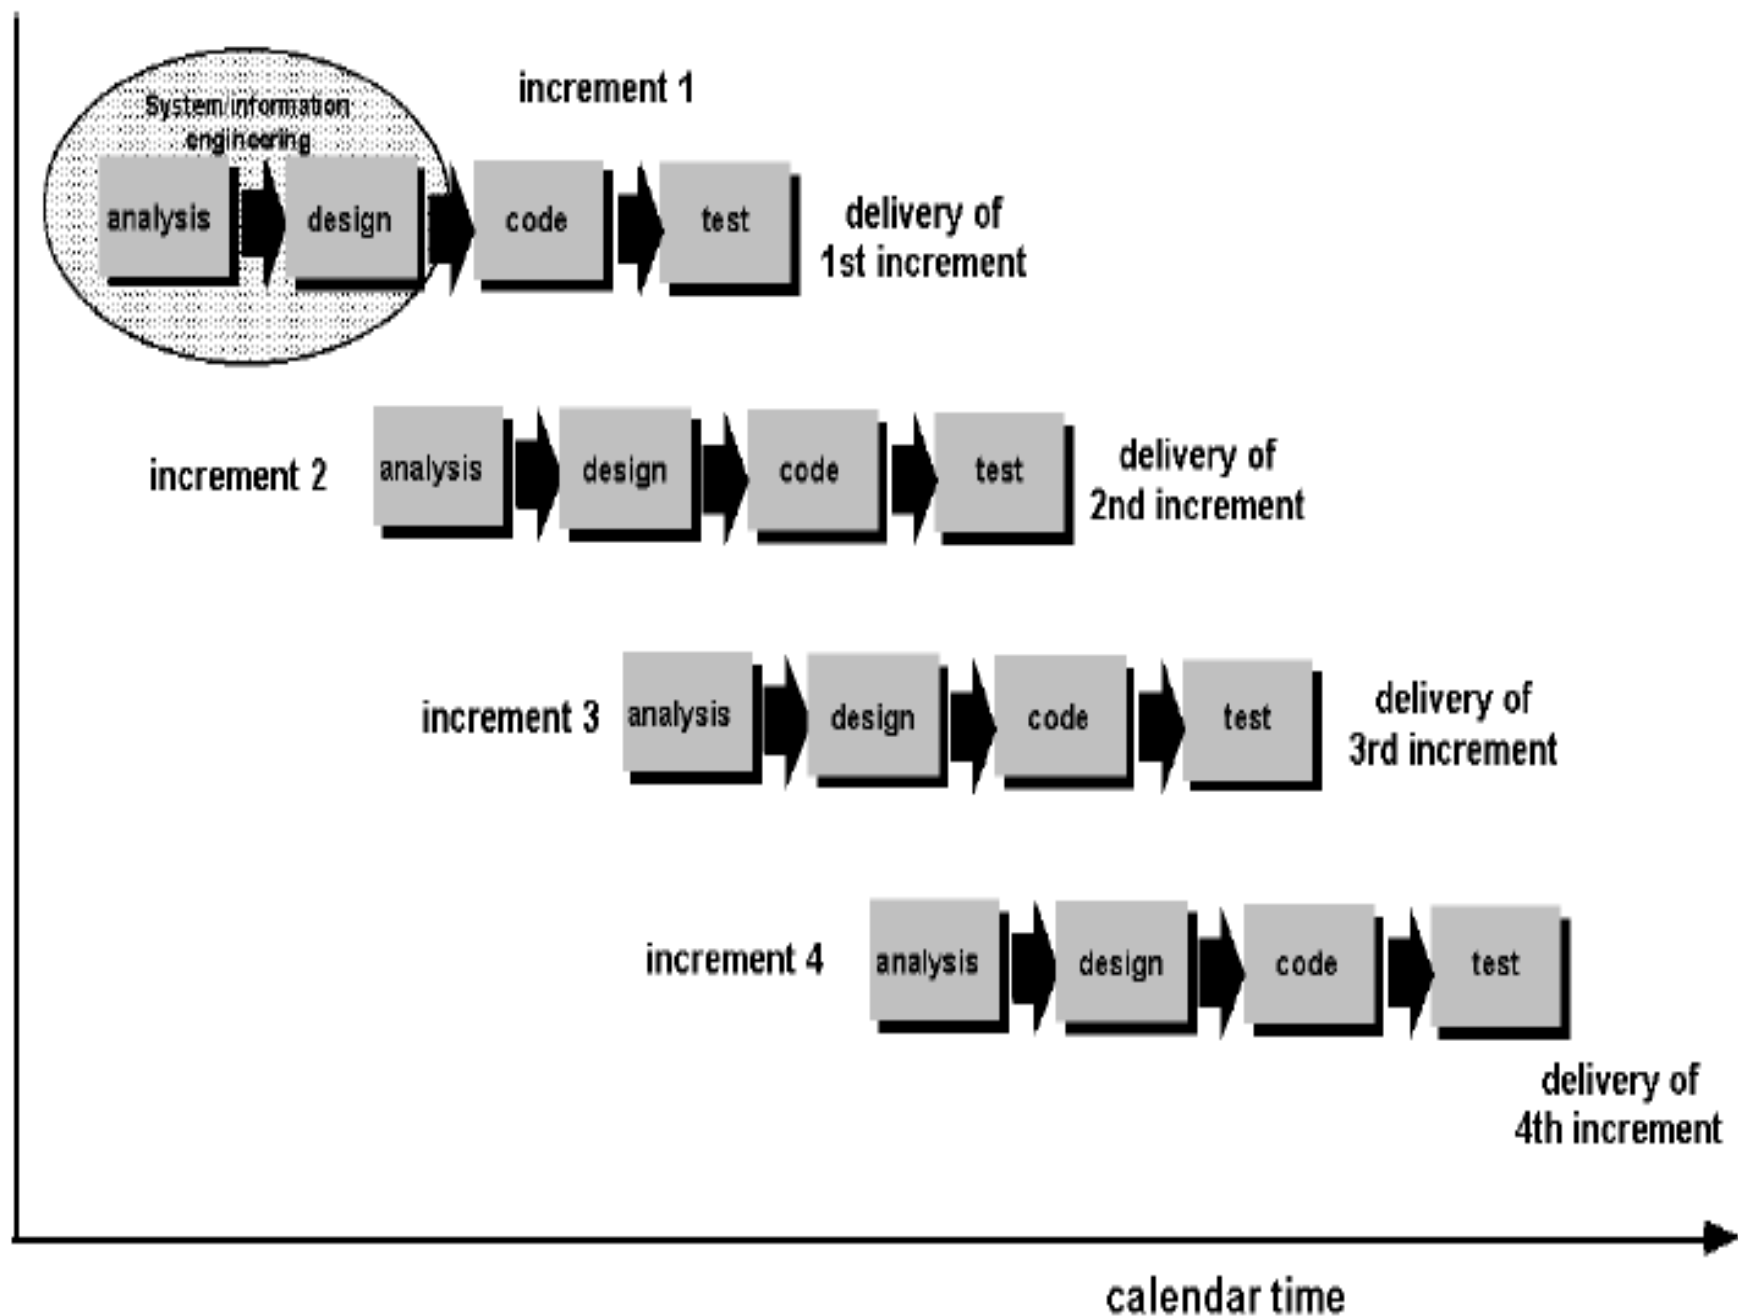 increment 1
System/information
engineering
analysis
design
code
test
delivery of
1st increment
increment 2
analysis
design
code
test
delivery of
2nd increment
increment 3
analysis
design
code
test
delivery of
3rd increment
increment 4
analysis
design
code
test
delivery of
4th increment
calendar time